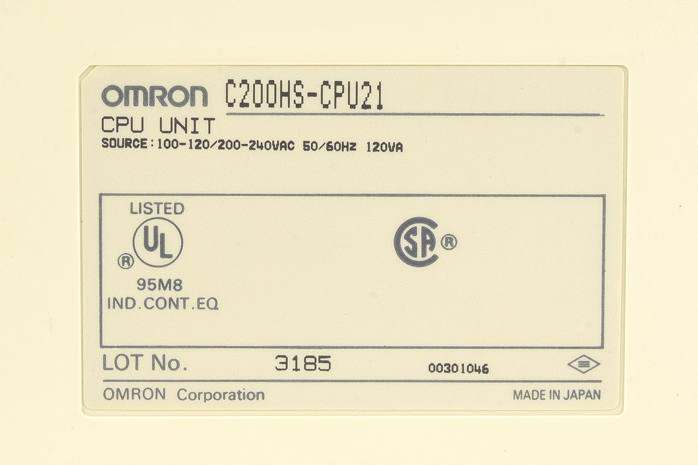 OMRON C200HS-CPU21
CPU UNIT
SOURCE:100-120/200-240VAC 50/60Hz 120VA
LISTED
UL
®
95M8
IND.CONT.EQ
SA ®
LOT No. 3185 00301046
OMRON Corporation MADE IN JAPAN